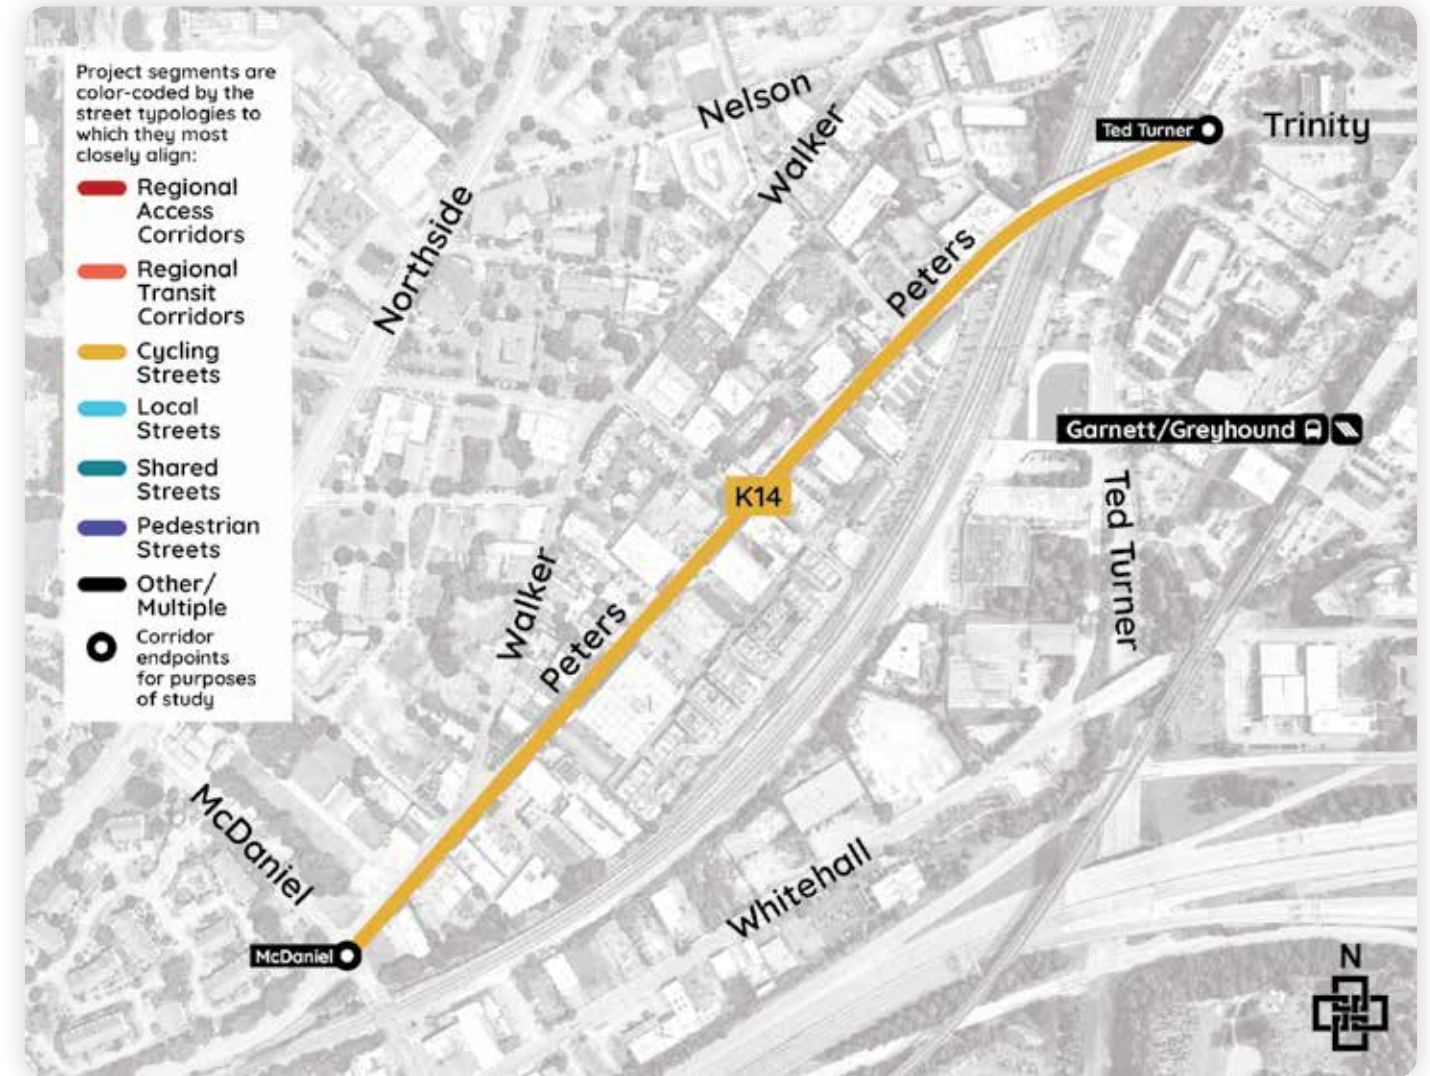 Project segments are
color-coded by the
street typologies to
which they most
closely align:
Regional
Access
Corridors
Regional
Transit
Corridors
Cycling
Streets
Local
Streets
Shared
Streets
Pedestrian
Streets
Other/
Multiple
Corridor
endpoints
for purposes
of study
Nelson
Walker
Ted Turner
Trinity
Northside
Peters
Garnett/Greyhound
K14
Ted Turner
Walker
Peters
McDaniel
Whitehall
McDaniel
N